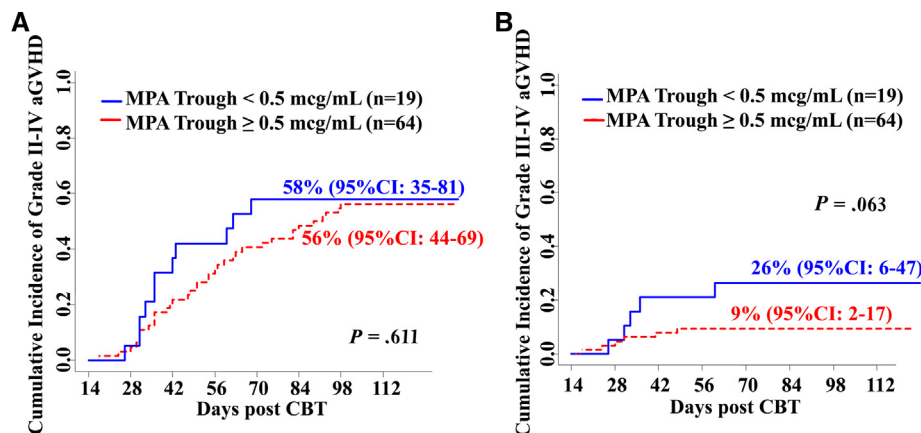 A
Cumulative Incidence of Grade II-IV aGVHD
1.0
0.8
0.6
0.4
0.2
0.0
MPA Trough < 0.5 mcg/mL (n=19)
MPA Trough ≥ 0.5 mcg/mL (n=64)
58% (95%CI: 35-81)
56% (95%CI: 44-69)
P = .611
14 28 42 56 70 84 98 112
Days post CBT
B
Cumulative Incidence of Grade III-IV aGVHD
1.0
0.8
0.6
0.4
0.2
0.0
MPA Trough < 0.5 mcg/mL (n=19)
MPA Trough ≥ 0.5 mcg/mL (n=64)
P = .063
26% (95%CI: 6-47)
9% (95%CI: 2-17)
14 28 42 56 70 84 98 112
Days post CBT